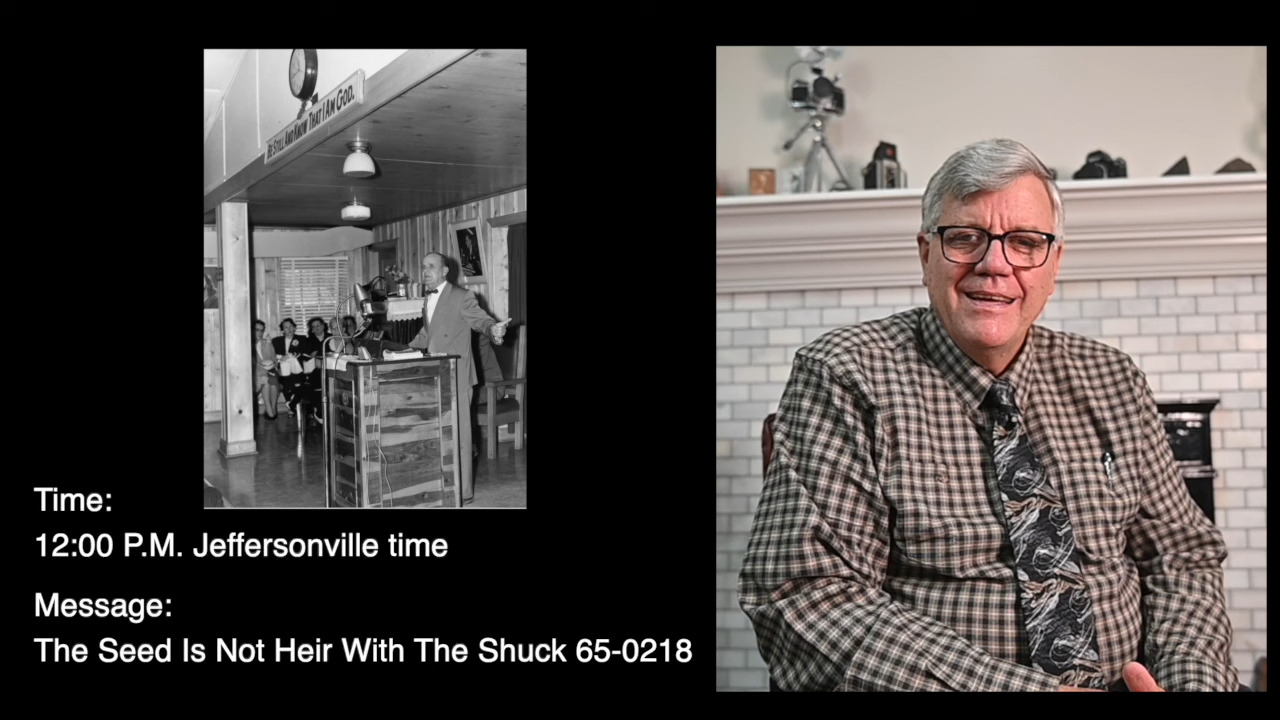 BE STILL AND KNOW THAT I AM GOD.
Time:
12:00 P.M. Jeffersonville time
Message:
The Seed Is Not Heir With The Shuck 65-0218